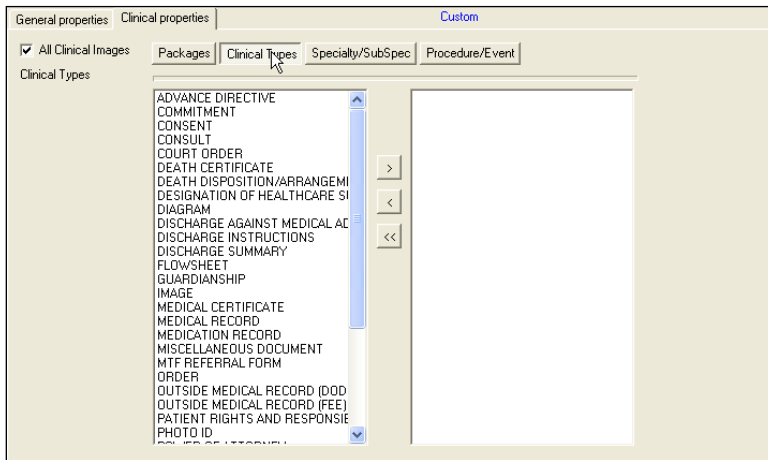 General properties Clinical properties Custom
All Clinical Images Packages Clinical Types Specialty/SubSpec Procedure/Event
Clinical Types
ADVANCE DIRECTIVE
COMMITMENT
CONSENT
CONSULT
COURT ORDER
DEATH CERTIFICATE
>
DEATH DISPOSITION/ARRANGEMI
DESIGNATION OF HEALTHCARE
<
DIAGRAM
DISCHARGE AGAINST MEDICAL AD
<<
DISCHARGE INSTRUCTIONS
DISCHARGE SUMMARY
FLOWSHEET
GUARDIANSHIP
IMAGE
MEDICAL CERTIFICATE
MEDICAL RECORD
MEDICATION RECORD
MISCELLANEOUS DOCUMENT
MTF REFERRAL FORM
ORDER
OUTSIDE MEDICAL RECORD (DOD
OUTSIDE MEDICAL RECORD (FEE)
PATIENT RIGHTS AND RESPONSIE
PHOTO ID